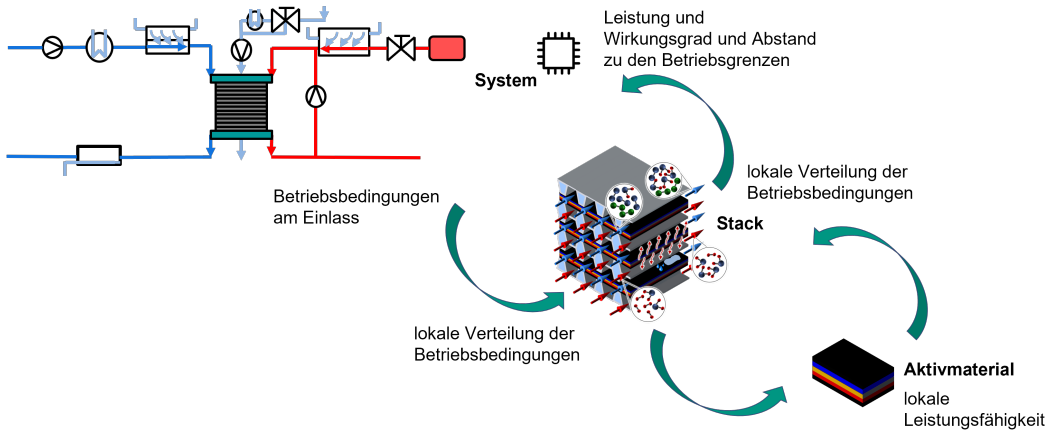 Leistung und
Wirkungsgrad und Abstand
zu den Betriebsgrenzen
System
lokale Verteilung der
Betriebsbedingungen
Betriebsbedingungen
am Einlass
Stack
lokale Verteilung der
Betriebsbedingungen
Aktivmaterial
lokale
Leistungsfähigkeit